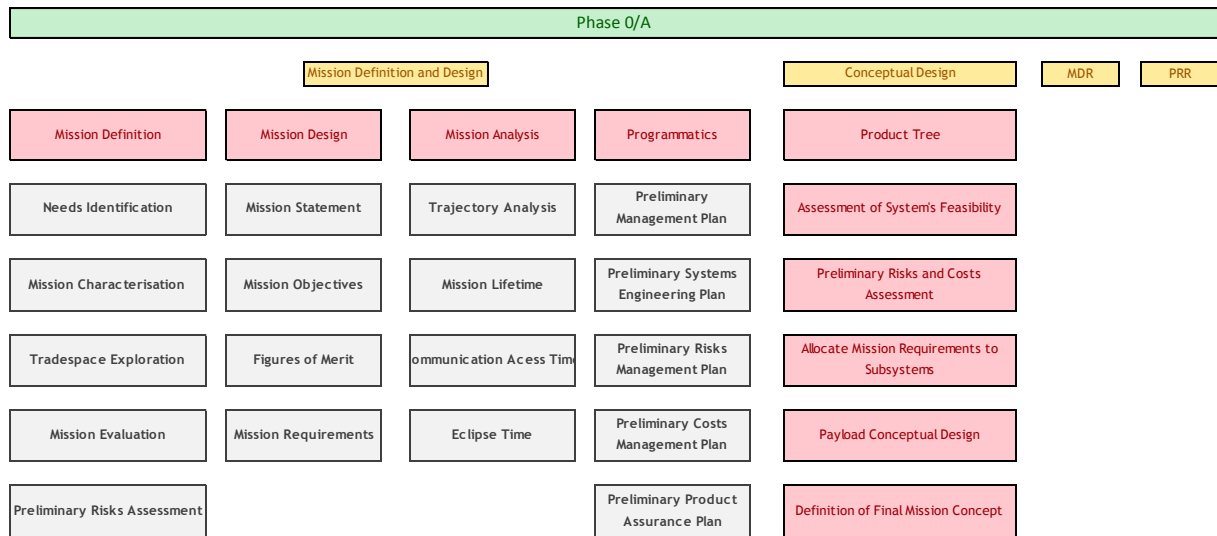 Phase 0/A
Mission Definition and Design
Conceptual Design
MDR
PRR
Mission Definition
Mission Design
Mission Analysis
Programmatics
Product Tree
Needs Identification
Mission Statement
Trajectory Analysis
Preliminary
Management Plan
Assessment of System's Feasibility
Mission Characterisation
Mission Objectives
Mission Lifetime
Preliminary Systems
Engineering Plan
Preliminary Risks and Costs
Assessment
Tradespace Exploration
Figures of Merit
ommunication Acess Time
Preliminary Risks
Management Plan
Allocate Mission Requirements to
Subsystems
Mission Evaluation
Mission Requirements
Eclipse Time
Preliminary Costs
Management Plan
Payload Conceptual Design
Preliminary Risks Assessment
Preliminary Product
Assurance Plan
Definition of Final Mission Concept